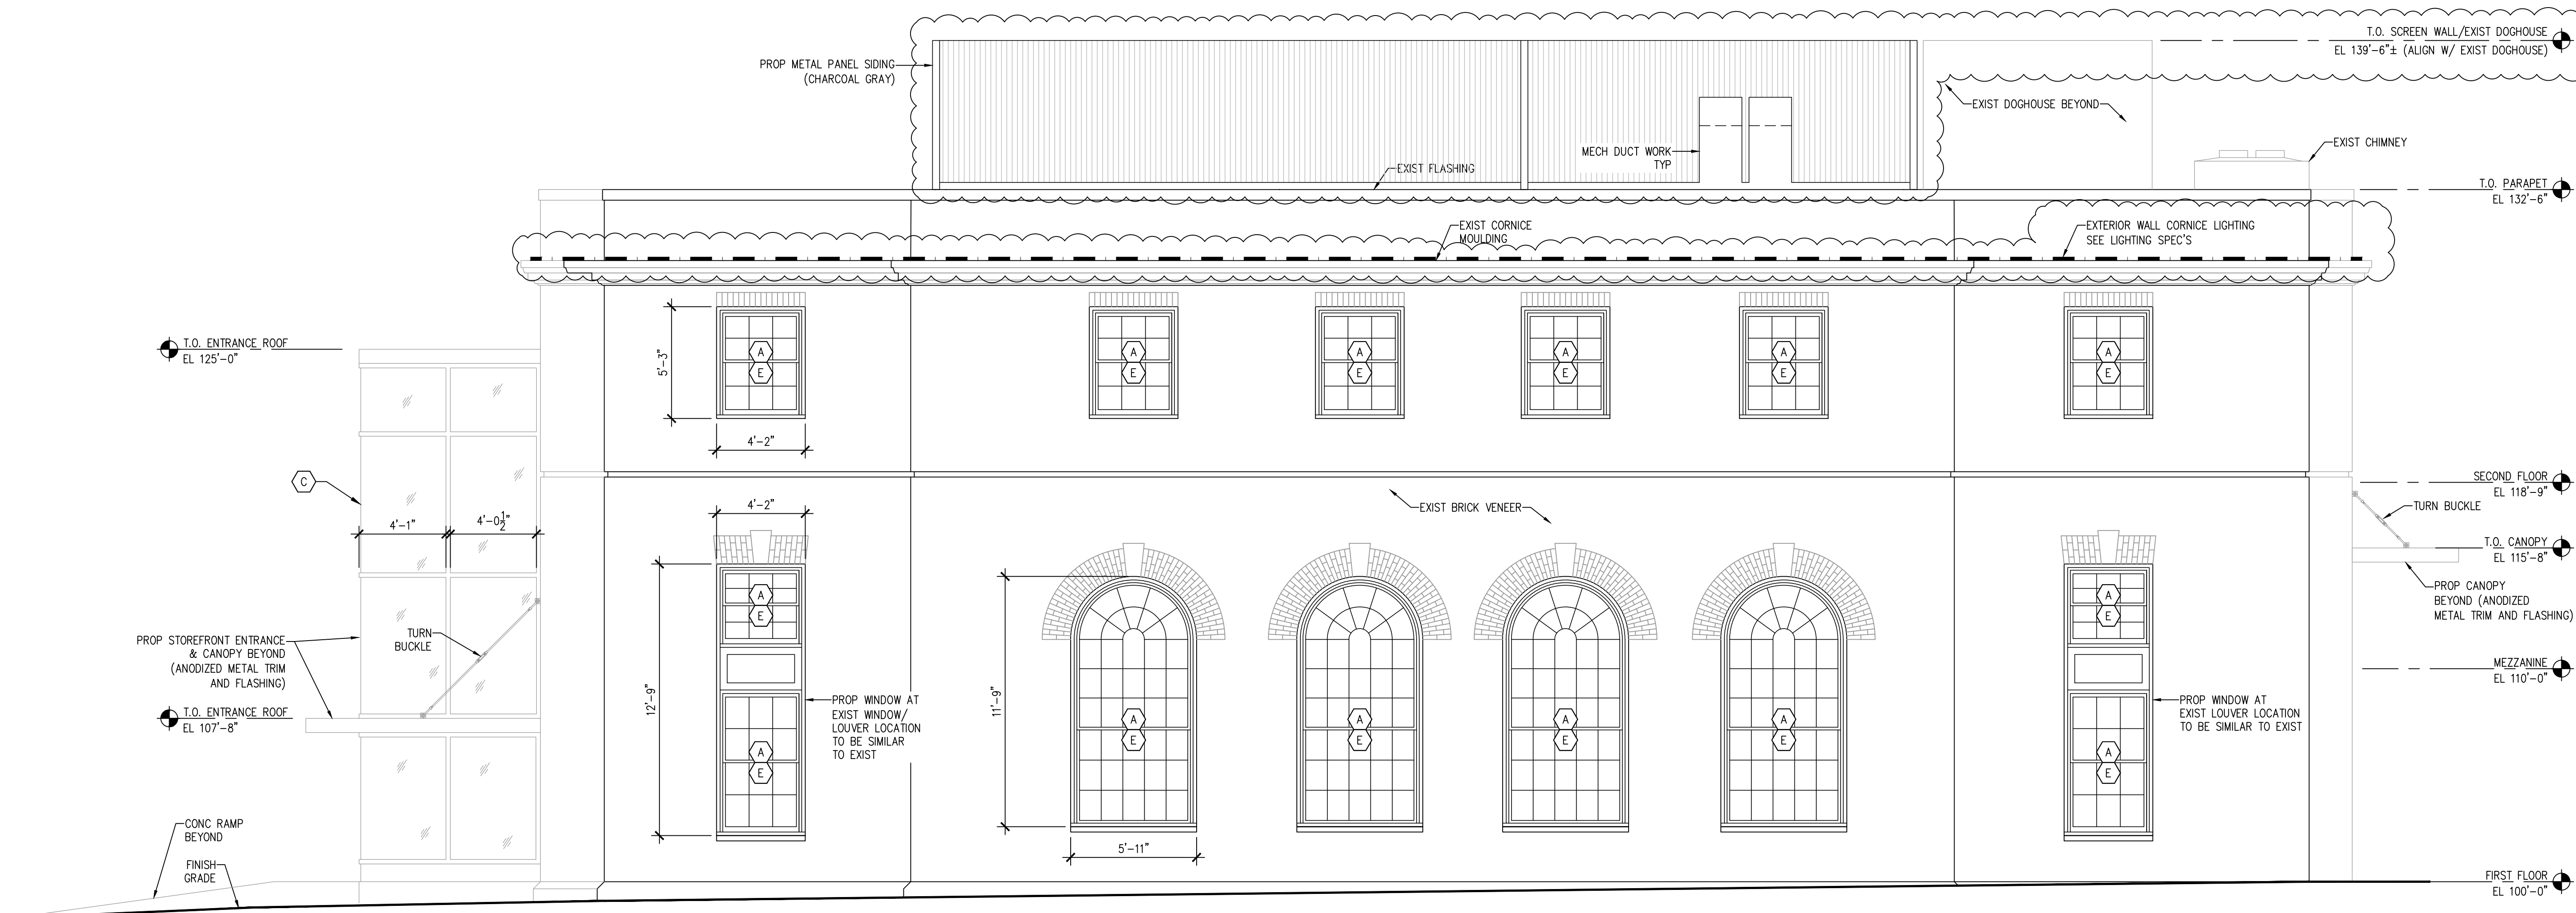 T.O. SCREEN WALL/EXIST DOGHOUSE
EL 139'-6"± (ALIGN W/ EXIST DOGHOUSE)
PROP METAL PANEL SIDING
(CHARCOAL GRAY)
EXIST DOGHOUSE BEYOND
EXIST CHIMNEY
MECH DUCT WORK
TYP
EXIST FLASHING
T.O. PARAPET
EL 132'-6"
EXIST CORNICE
MOULDING
EXTERIOR WALL CORNICE LIGHTING
SEE LIGHTING SPEC'S
T.O. ENTRANCE ROOF
EL 125'-0"
5'-3"
A
E
A
E
A
E
A
E
A
E
A
E
4'-2"
C
SECOND FLOOR
EL 118'-9"
4'-2"
EXIST BRICK VENEER
TURN BUCKLE
4'-1"
4'-0 1/2"
T.O. CANOPY
EL 115'-8"
PROP CANOPY
BEYOND (ANODIZED
METAL TRIM AND FLASHING)
A
E
A
E
TURN
BUCKLE
PROP STOREFRONT ENTRANCE
& CANOPY BEYOND
(ANODIZED METAL TRIM
AND FLASHING)
MEZZANINE
EL 110'-0"
12'-9"
11'-9"
PROP WINDOW AT
EXIST WINDOW/
LOUVER LOCATION
TO BE SIMILAR
TO EXIST
PROP WINDOW AT
EXIST LOUVER LOCATION
TO BE SIMILAR TO EXIST
T.O. ENTRANCE ROOF
EL 107'-8"
A
E
A
E
A
E
A
E
A
E
A
E
CONC RAMP
BEYOND
5'-11"
FINISH
GRADE
FIRST FLOOR
EL 100'-0"